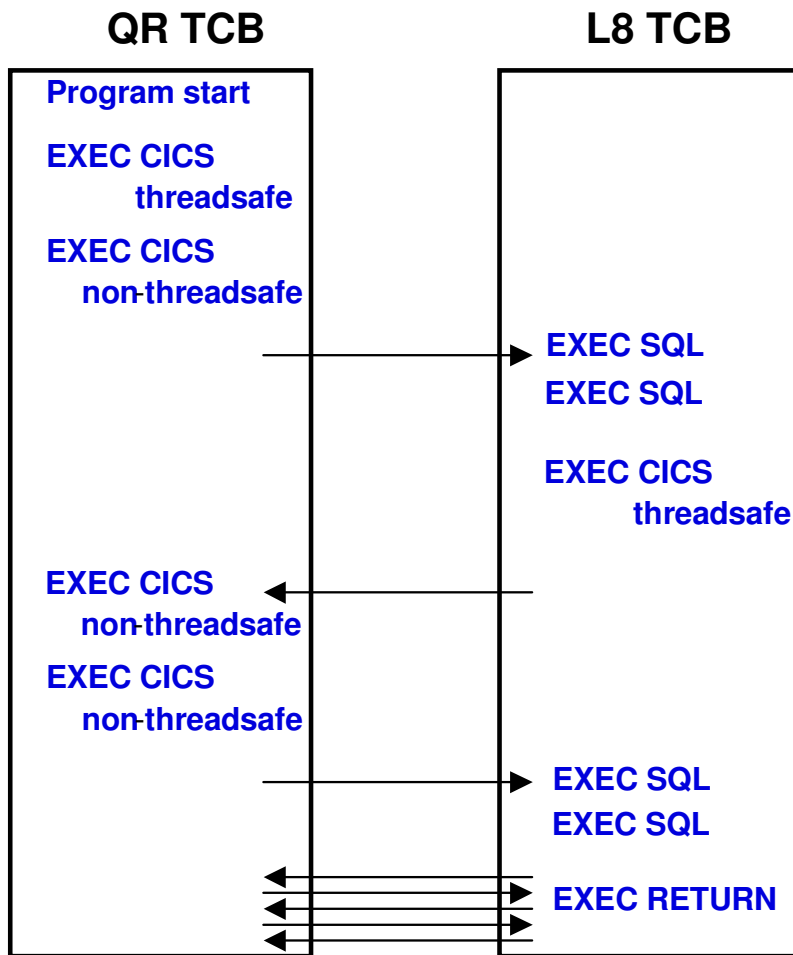 QR TCB
L8 TCB
Program start
EXEC CICS
threadsafe
EXEC CICS
non-threadsafe
EXEC SQL
EXEC SQL
EXEC CICS
threadsafe
EXEC CICS
non-threadsafe
EXEC CICS
non-threadsafe
EXEC SQL
EXEC SQL
EXEC RETURN